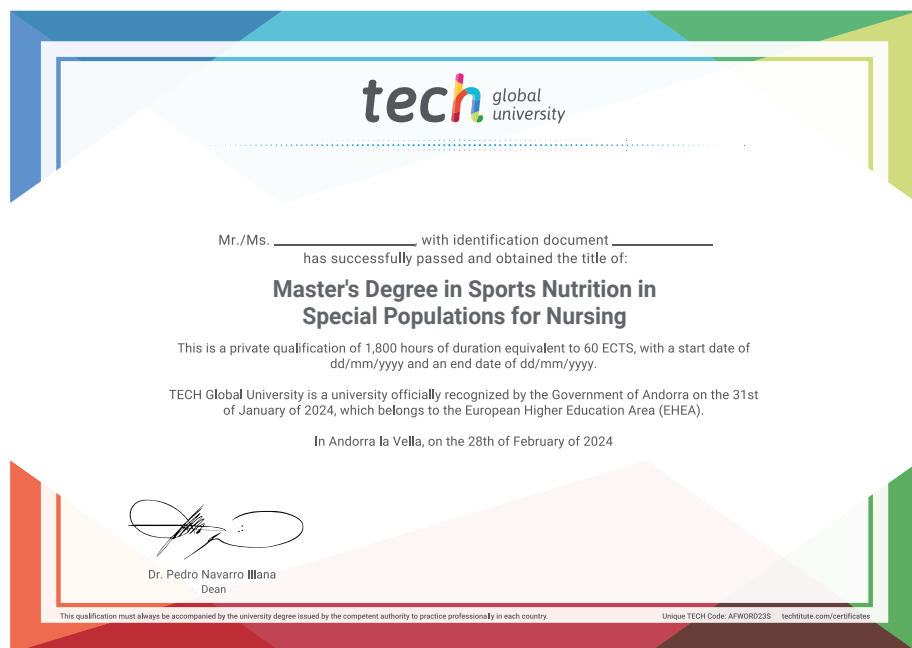 tech global university
Mr./Ms. ______________, with identification document __________
has successfully passed and obtained the title of:
Master's Degree in Sports Nutrition in
Special Populations for Nursing
This is a private qualification of 1,800 hours of duration equivalent to 60 ECTS, with a start date of
dd/mm/yyyy and an end date of dd/mm/yyyy.
TECH Global University is a university officially recognized by the Government of Andorra on the 31st
of January of 2024, which belongs to the European Higher Education Area (EHEA).
In Andorra la Vella, on the 28th of February of 2024
Dr. Pedro Navarro Illana
Dean
This qualification must always be accompanied by the university degree issued by the competent authority to practice professionally in each country.
Unique TECH Code: AFWORD23S techtitute.com/certificates